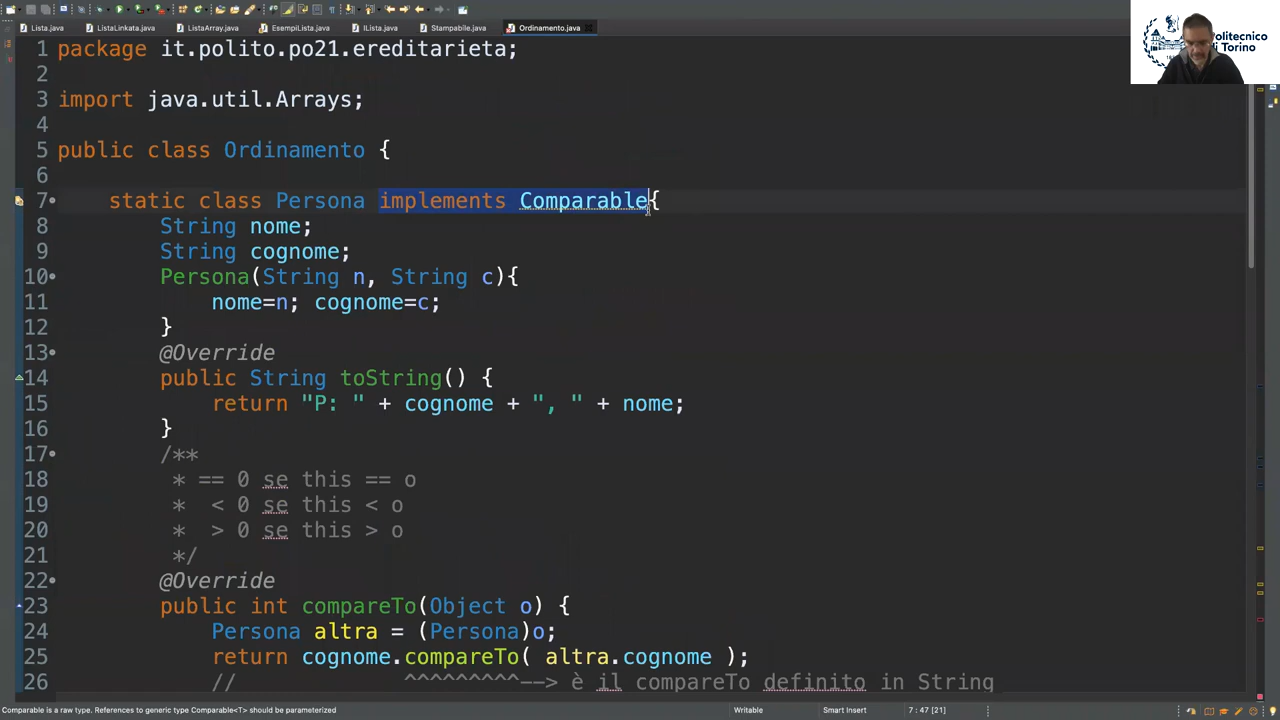 Lista.java ListaLinkata.java ListaArray.java EsempiLista.java ILista.java Stampabile.java Ordinamento.java
Politecnico
di Torino
1 package it.polito.po21.ereditarieta;
2
3 import java.util.Arrays;
4
5 public class Ordinamento {
6
7 static class Persona implements Comparable{
8 String nome;
9 String cognome;
10 Persona(String n, String c){
11 nome=n; cognome=c;
12 }
13 @Override
14 public String toString() {
15 return "P: " + cognome + ", " + nome;
16 }
17 /**
18 * == 0 se this == o
19 * < 0 se this < o
20 * > 0 se this > o
21 */
22 @Override
23 public int compareTo(Object o) {
24 Persona altra = (Persona)o;
25 return cognome.compareTo( altra.cognome );
26 // ^^^^^^^^^--> è il compareTo definito in String
Comparable is a raw type. References to generic type Comparable<T> should be parameterized Writable Smart Insert 7 : 47 [21]